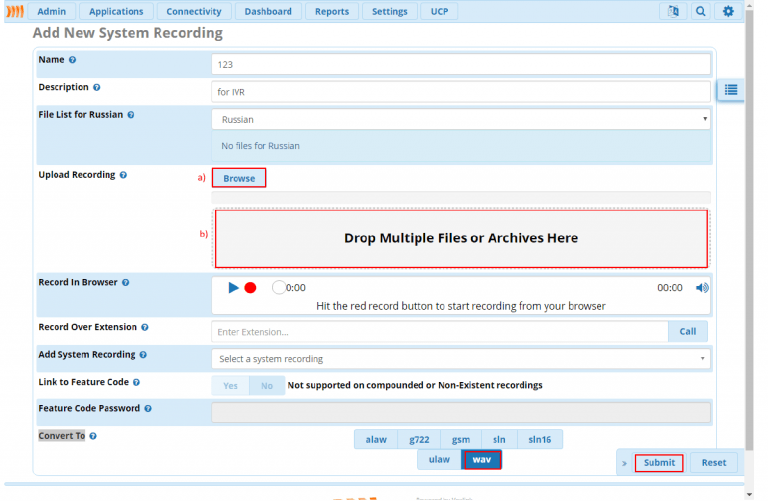 Admin Applications Connectivity Dashboard Reports Settings UCP
Add New System Recording
Name
123
Description
for IVR
File List for Russian
Russian
No files for Russian
Upload Recording
a) Browse
b) Drop Multiple Files or Archives Here
Record In Browser
0:00 00:00
Hit the red record button to start recording from your browser
Record Over Extension
Enter Extension... Call
Add System Recording
Select a system recording
Link to Feature Code
Yes No Not supported on compounded or Non-Existent recordings
Feature Code Password
Convert To
alaw g722 gsm sln sln16
ulaw wav
» Submit Reset